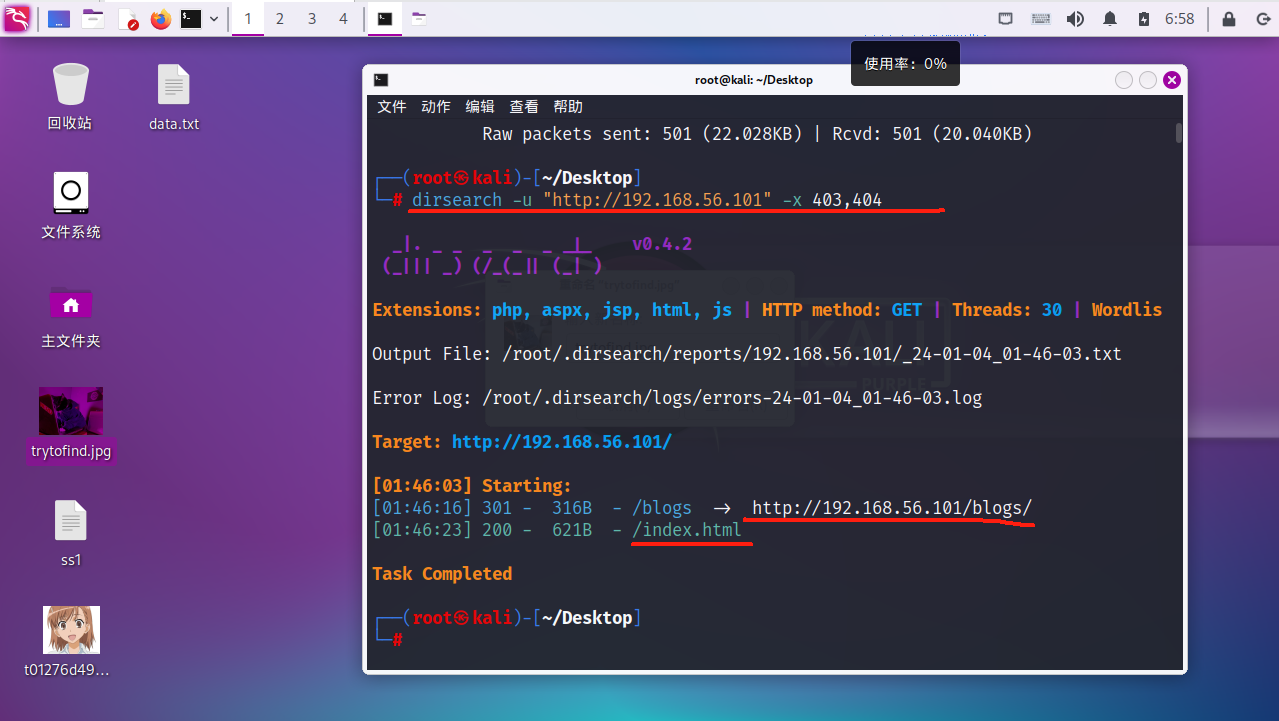 1 2 3 4 6:58
使用率: 0%
回收站
data.txt
文件系统
主文件夹
trytofind.jpg
ss1
t01276d49…
root@kali: ~/Desktop
文件 动作 编辑 查看 帮助
Raw packets sent: 501 (22.028KB) | Rcvd: 501 (20.040KB)
┌──(root㉿kali)-[~/Desktop]
└─# dirsearch -u "http://192.168.56.101" -x 403,404
_|. _ _ _ _ _ _|_ v0.4.2
(_||| _) (/_(_|| (_| )
Extensions: php, aspx, jsp, html, js | HTTP method: GET | Threads: 30 | Wordlis
Output File: /root/.dirsearch/reports/192.168.56.101/_24-01-04_01-46-03.txt
Error Log: /root/.dirsearch/logs/errors-24-01-04_01-46-03.log
Target: http://192.168.56.101/
[01:46:03] Starting:
[01:46:16] 301 - 316B - /blogs -> http://192.168.56.101/blogs/
[01:46:23] 200 - 621B - /index.html
Task Completed
┌──(root㉿kali)-[~/Desktop]
└─#
KALI
PURPLE